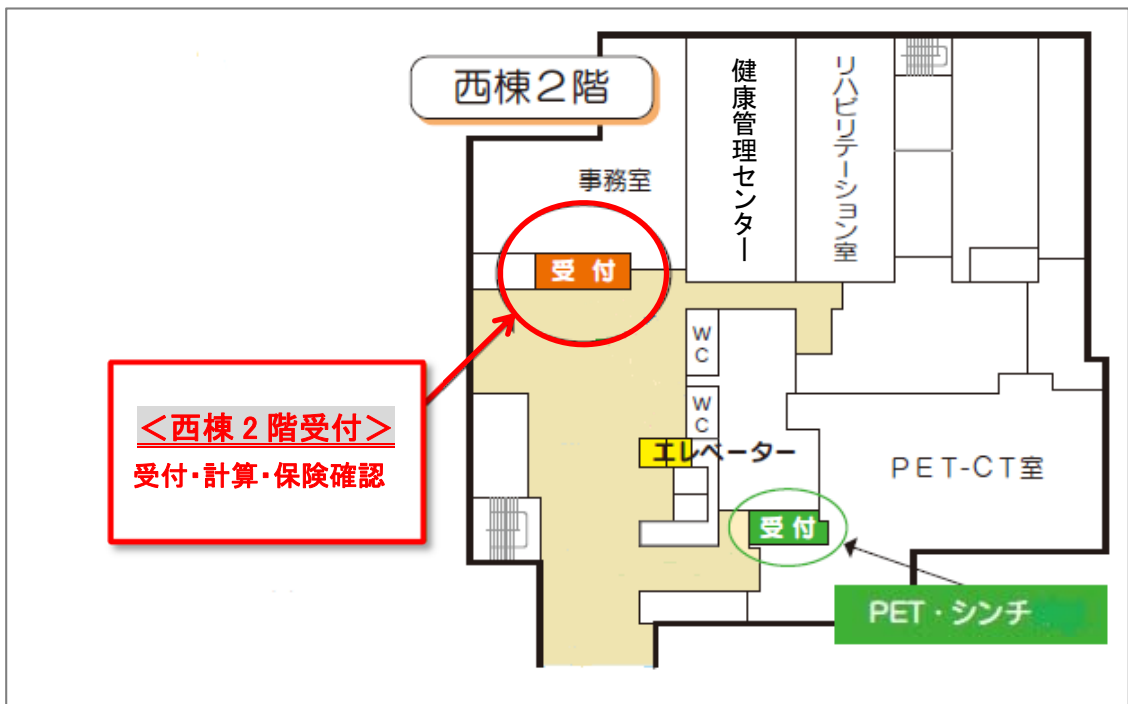 西棟２階
健康管理センター
リハビリテーション室
事務室
受 付
WC
WC
＜西棟２階受付＞
受付・計算・保険確認
エレベーター
PET-CT室
受 付
PET・シンチ